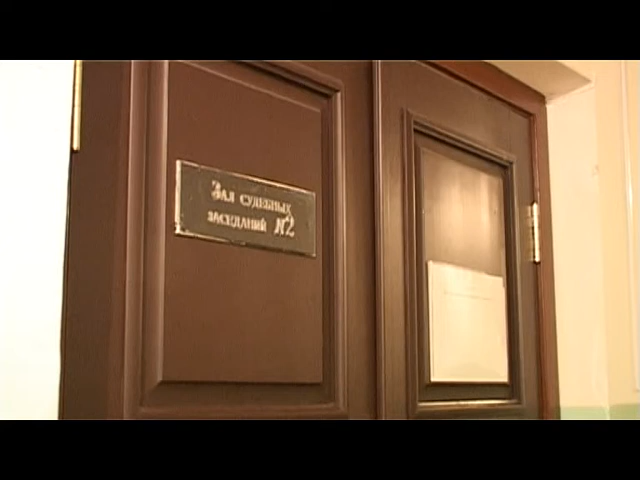 Зал судебных
заседаний №2